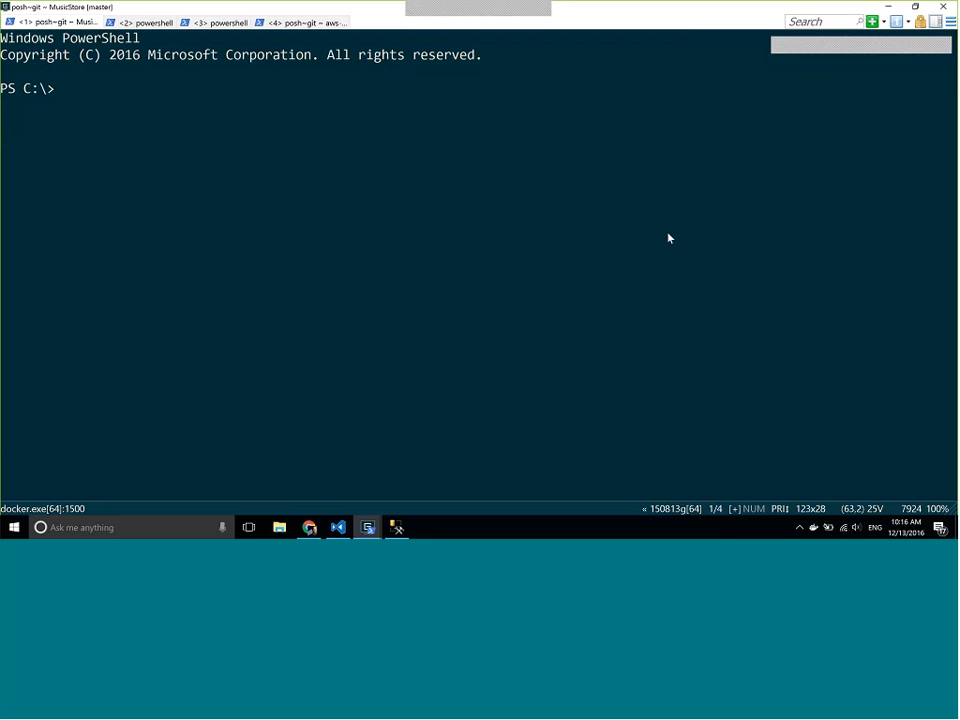 posh~git ~ MusicStore [master]
<1> posh~git ~ Musi... <2> powershell <3> powershell <4> posh~git ~ aws-... Search
Windows PowerShell
Copyright (C) 2016 Microsoft Corporation. All rights reserved.
PS C:\>
docker.exe[64]:1500 « 150813g[64] 1/4 [+] NUM PRI↕ 123x28 (63,2) 25V 7924 100%
Ask me anything ENG 10:16 AM
12/13/2016